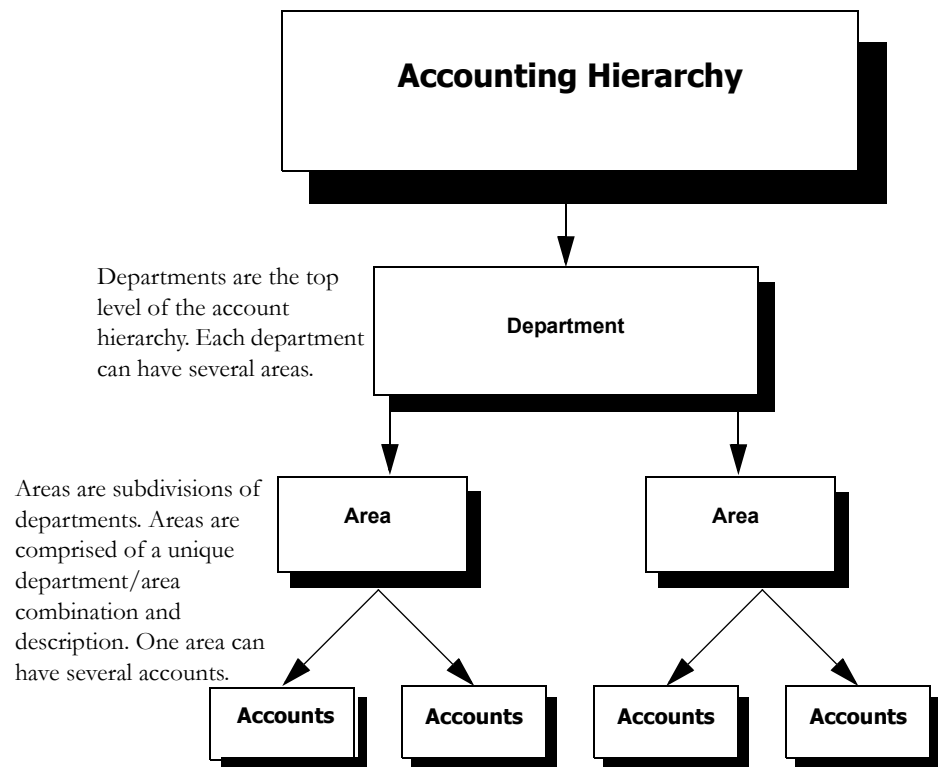 Accounting Hierarchy
Departments are the top
level of the account
hierarchy. Each department
can have several areas.
Department
Areas are subdivisions of
departments. Areas are
comprised of a unique
department/area
combination and
description. One area can
have several accounts.
Area
Area
Accounts
Accounts
Accounts
Accounts